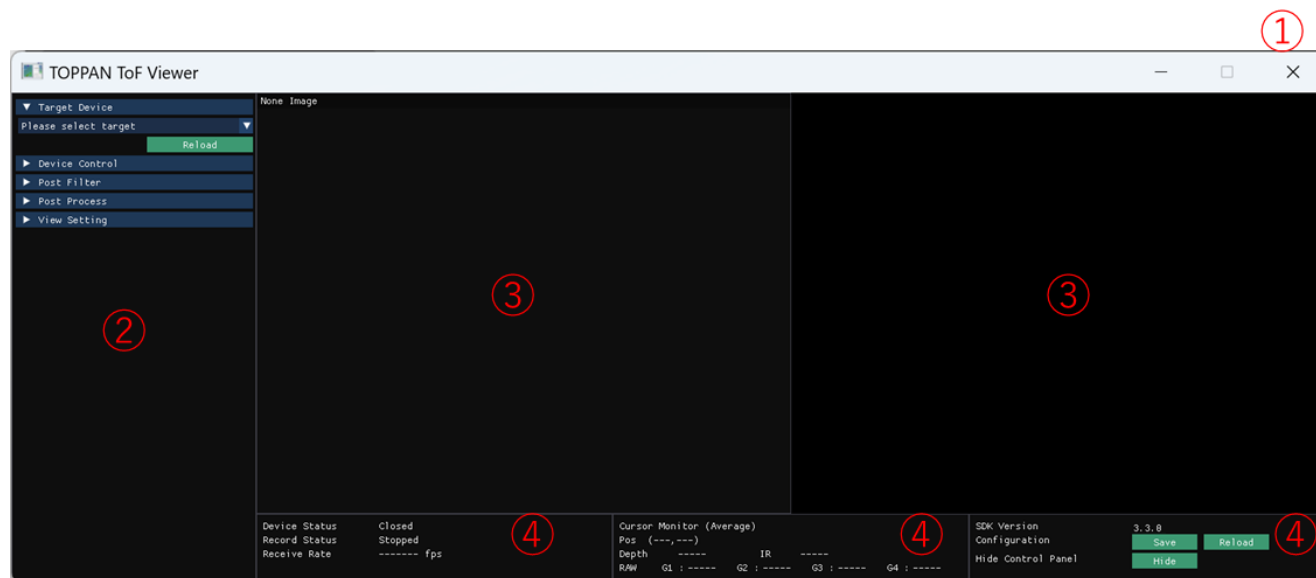 ①
TOPPAN ToF Viewer
▼ Target Device
Please select target ▼
Reload
▶ Device Control
▶ Post Filter
▶ Post Process
▶ View Setting
②
None Image
③
③
Device Status Closed
Record Status Stopped
Receive Rate ------- fps
④
Cursor Monitor (Average)
Pos (---,---)
Depth ----- IR -----
RAW G1 : ----- G2 : ----- G3 : ----- G4 : -----
④
SDK Version 3.3.0
Configuration Save Reload
Hide Control Panel Hide
④